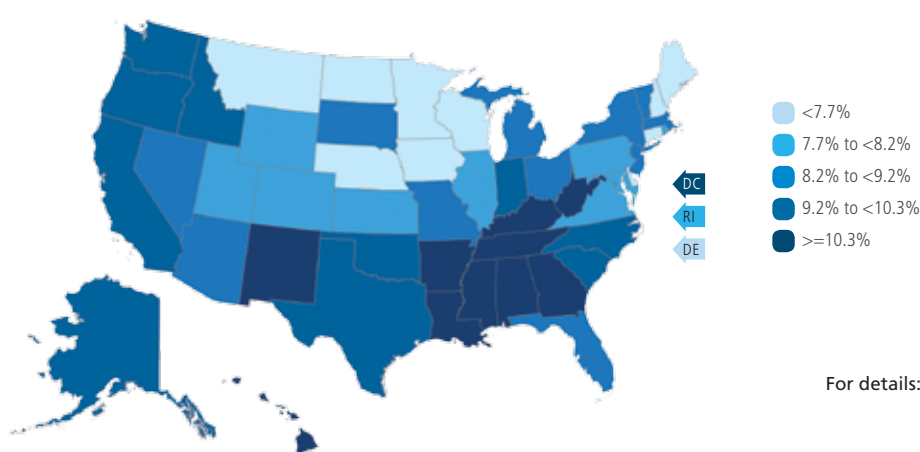 <7.7%
7.7% to <8.2%
8.2% to <9.2%
9.2% to <10.3%
>=10.3%
DC
RI
DE
For details: